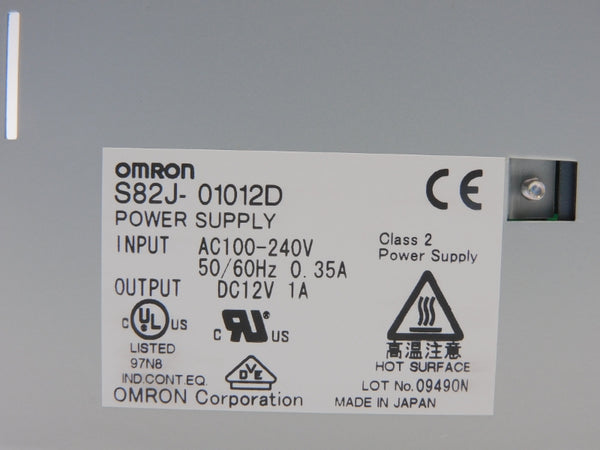 OMRON
S82J- 01012D
POWER SUPPLY
INPUT AC100-240V
50/60Hz 0.35A
OUTPUT DC12V 1A
CE
Class 2
Power Supply
C UL US
LISTED
97N8
IND.CONT.EQ.
C RU US
DVE
高温注意
HOT SURFACE
LOT No.09490N
OMRON Corporation
MADE IN JAPAN